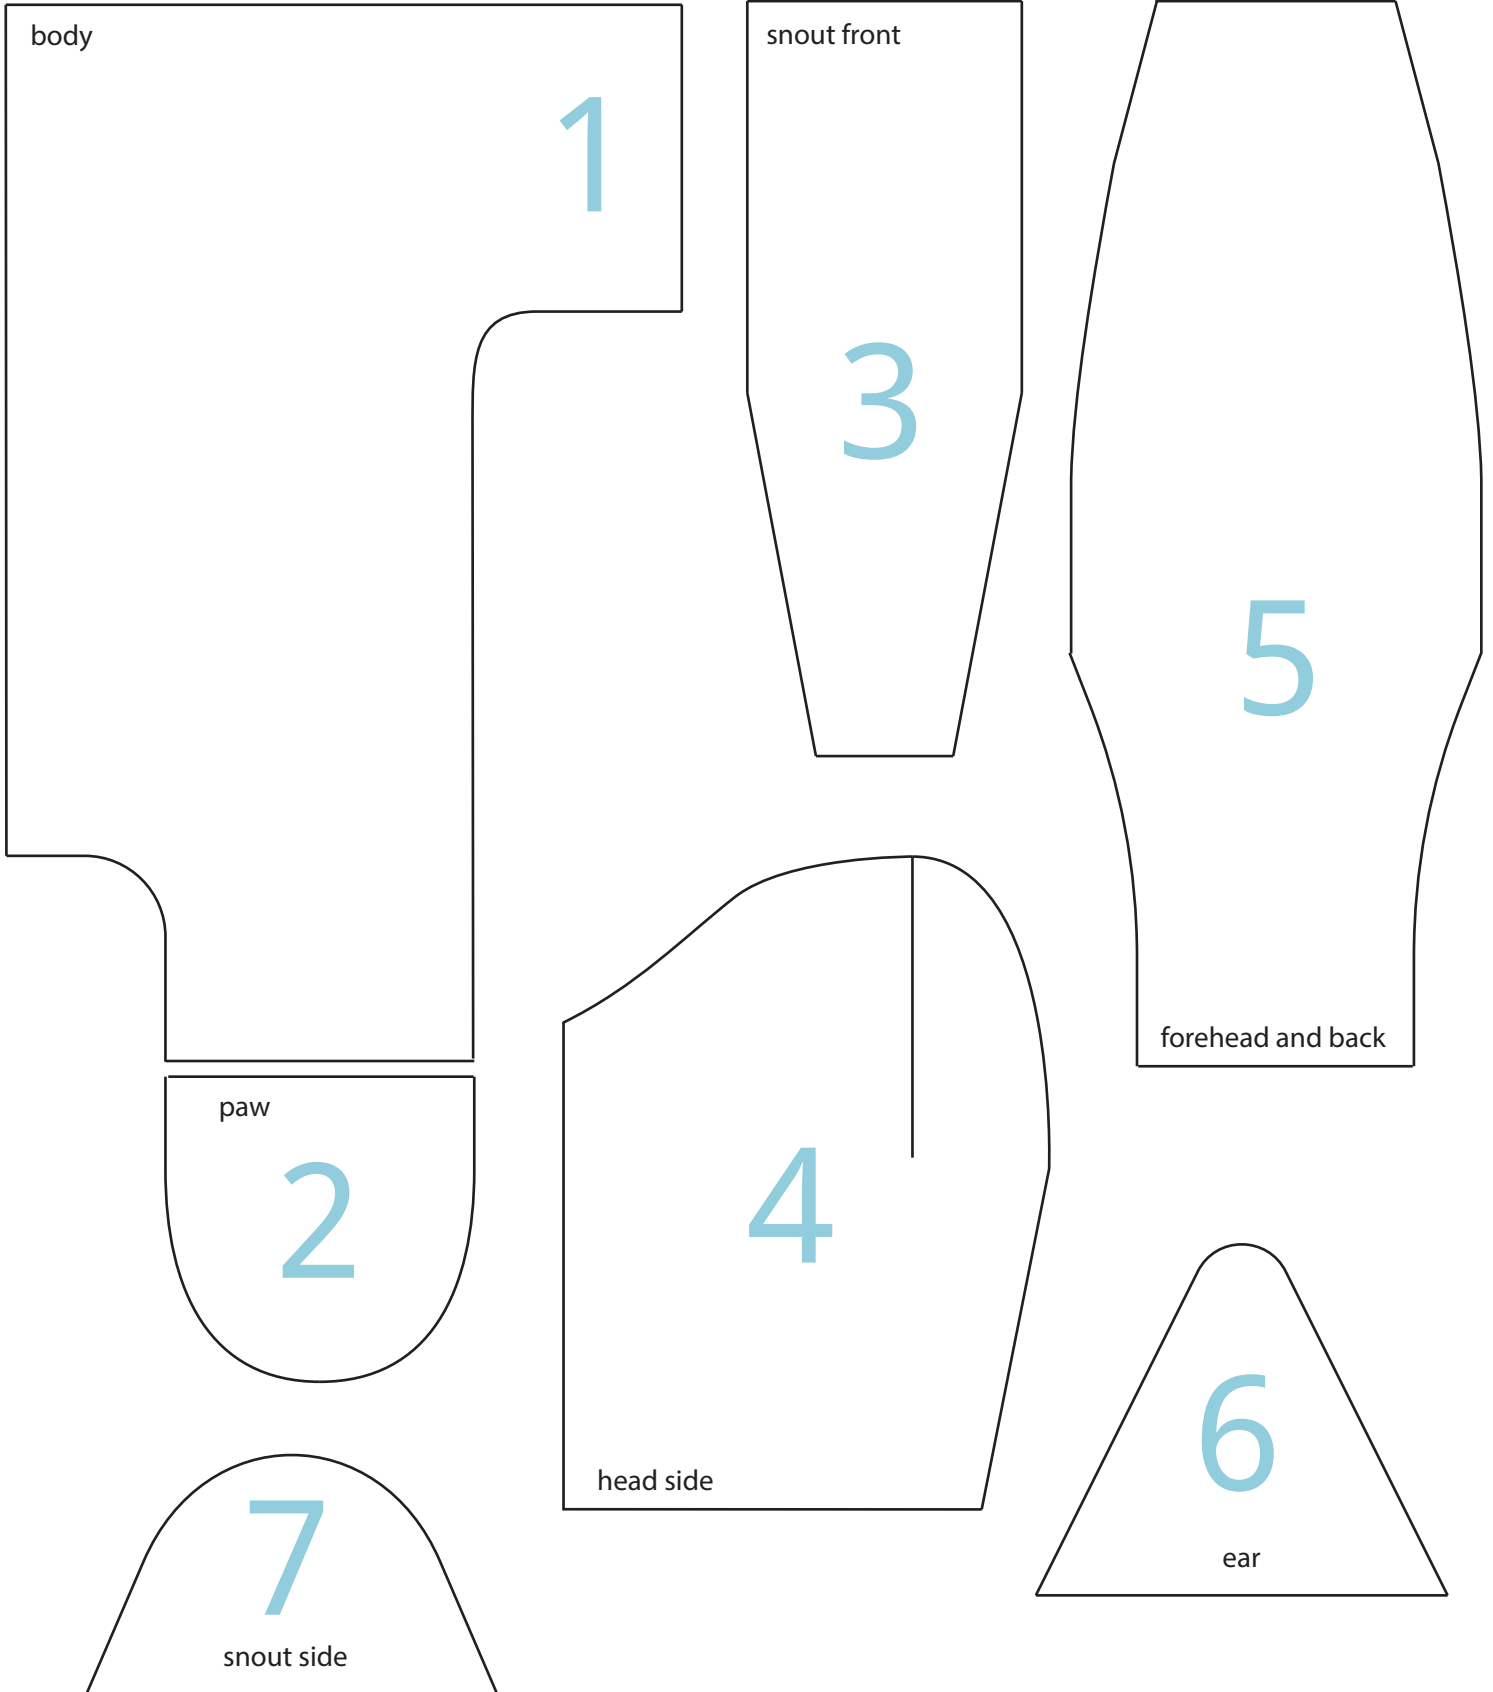 body
1
snout front
3
5
forehead and back
paw
2
4
head side
6
ear
7
snout side